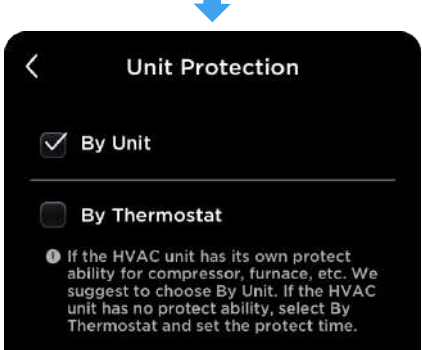 Unit Protection
By Unit
By Thermostat
If the HVAC unit has its own protect
ability for compressor, furnace, etc. We
suggest to choose By Unit. If the HVAC
unit has no protect ability, select By
Thermostat and set the protect time.